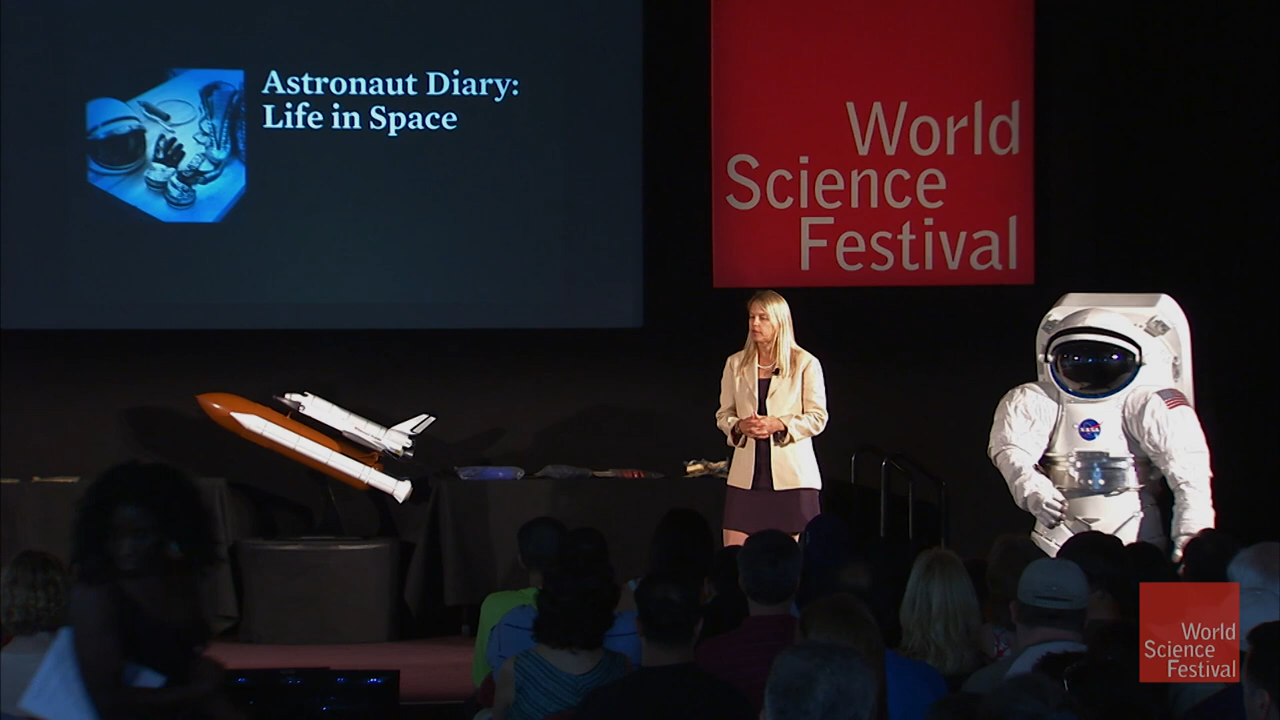 Astronaut Diary:
Life in Space
World
Science
Festival
NASA
World
Science
Festival